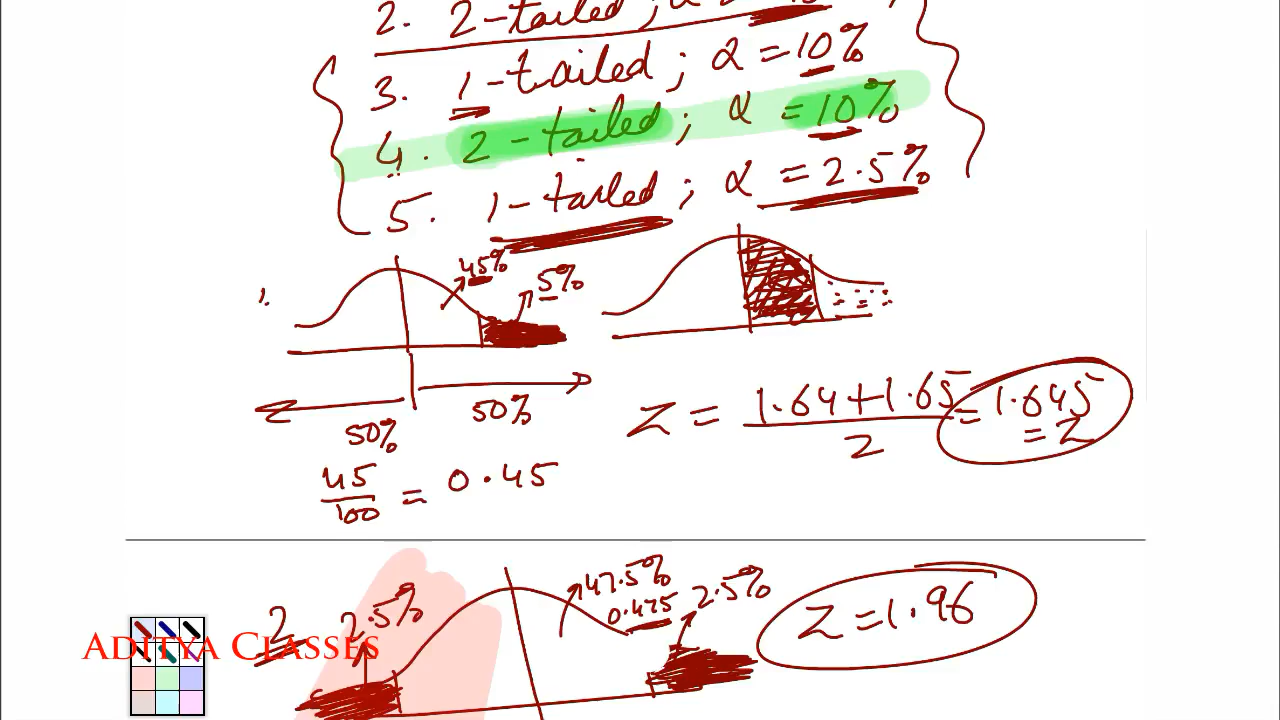 2. 2-tailed ; α
3. 1-tailed ; α = 10%
4. 2-tailed ; α = 10%
5. 1-tailed ; α = 2.5%
1.
45%
5%
50%
50%
45/100 = 0.45
Z = (1.64+1.65)/2 = 1.645
= Z
2.
2.5%
47.5%
0.475
2.5%
Z = 1.96
ADITYA CLASSES